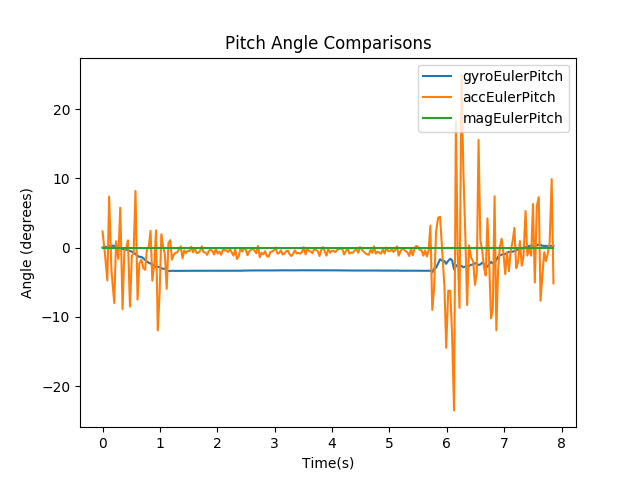 Pitch Angle Comparisons
gyroEulerPitch
accEulerPitch
magEulerPitch
Angle (degrees)
20
10
0
−10
−20
0 1 2 3 4 5 6 7 8
Time(s)